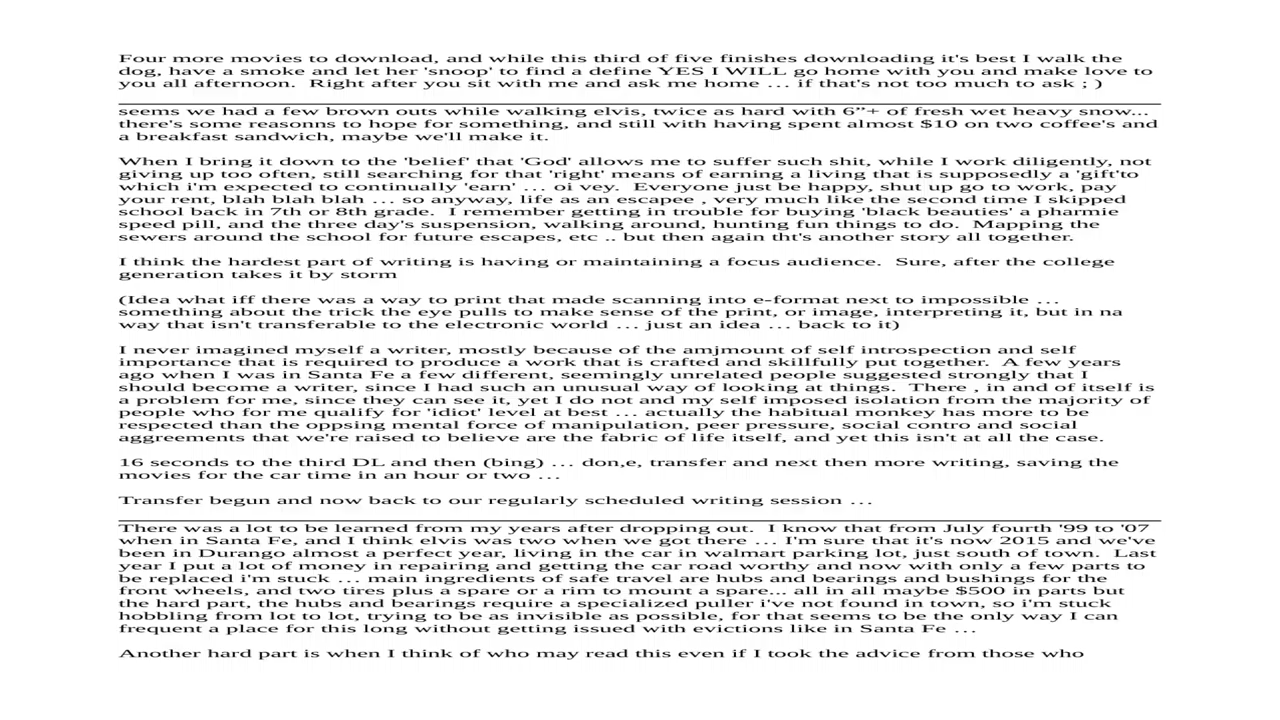 Four more movies to download, and while this third of five finishes downloading it's best I walk the
dog, have a smoke and let her 'snoop' to find a define YES I WILL go home with you and make love to
you all afternoon.  Right after you sit with me and ask me home ... if that's not too much to ask ; )
seems we had a few brown outs while walking elvis, twice as hard with 6”+ of fresh wet heavy snow...
there's some reasonns to hope for something, and still with having spent almost $10 on two coffee's and
a breakfast sandwich, maybe we'll make it.
When I bring it down to the 'belief' that 'God' allows me to suffer such shit, while I work diligently, not
giving up too often, still searching for that 'right' means of earning a living that is supposedly a 'gift'to
which i'm expected to continually 'earn' ... oi vey.  Everyone just be happy, shut up go to work, pay
your rent, blah blah blah ... so anyway, life as an escapee , very much like the second time I skipped
school back in 7th or 8th grade.  I remember getting in trouble for buying 'black beauties' a pharmie
speed pill, and the three day's suspension, walking around, hunting fun things to do.  Mapping the
sewers around the school for future escapes, etc .. but then again tht's another story all together.
I think the hardest part of writing is having or maintaining a focus audience.  Sure, after the college
generation takes it by storm
(Idea what iff there was a way to print that made scanning into e-format next to impossible ...
something about the trick the eye pulls to make sense of the print, or image, interpreting it, but in na
way that isn't transferable to the electronic world ... just an idea ... back to it)
I never imagined myself a writer, mostly because of the amjmount of self introspection and self
importance that is required to produce a work that is crafted and skillfully put together.  A few years
ago when I was in Santa Fe a few different, seemingly unrelated people suggested strongly that I
should become a writer, since I had such an unusual way of looking at things.  There , in and of itself is
a problem for me, since they can see it, yet I do not and my self imposed isolation from the majority of
people who for me qualify for 'idiot' level at best ... actually the habitual monkey has more to be
respected than the oppsing mental force of manipulation, peer pressure, social contro and social
aggreements that we're raised to believe are the fabric of life itself, and yet this isn't at all the case.
16 seconds to the third DL and then (bing) ... don,e, transfer and next then more writing, saving the
movies for the car time in an hour or two ...
Transfer begun and now back to our regularly scheduled writing session ...
There was a lot to be learned from my years after dropping out.  I know that from July fourth '99 to '07
when in Santa Fe, and I think elvis was two when we got there ... I'm sure that it's now 2015 and we've
been in Durango almost a perfect year, living in the car in walmart parking lot, just south of town.  Last
year I put a lot of money in repairing and getting the car road worthy and now with only a few parts to
be replaced i'm stuck ... main ingredients of safe travel are hubs and bearings and bushings for the
front wheels, and two tires plus a spare or a rim to mount a spare... all in all maybe $500 in parts but
the hard part, the hubs and bearings require a specialized puller i've not found in town, so i'm stuck
hobbling from lot to lot, trying to be as invisible as possible, for that seems to be the only way I can
frequent a place for this long without getting issued with evictions like in Santa Fe ...
Another hard part is when I think of who may read this even if I took the advice from those who